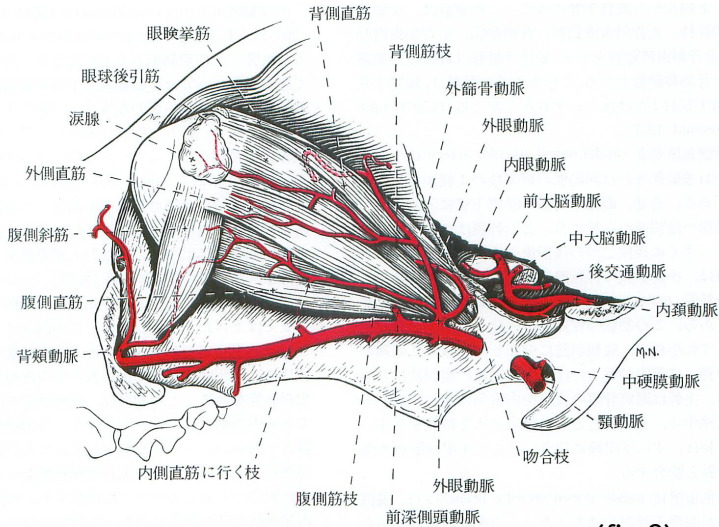 背側直筋
眼瞼挙筋
背側筋枝
眼球後引筋
外篩骨動脈
涙腺
外眼動脈
内眼動脈
外側直筋
前大脳動脈
中大脳動脈
腹側斜筋
後交通動脈
腹側直筋
内頚動脈
背頬動脈
M.N.
中硬膜動脈
顎動脈
吻合枝
内側直筋に行く枝
外眼動脈
腹側筋枝
前深側頭動脈